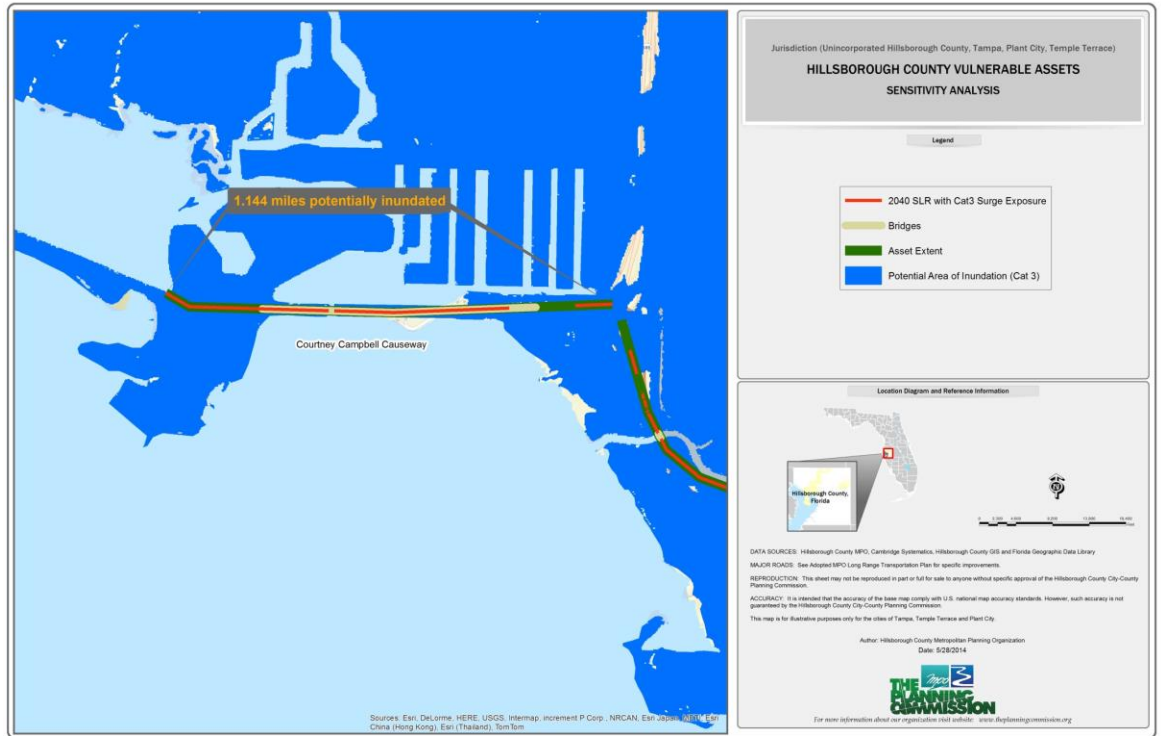 1.144 miles potentially inundated
Courtney Campbell Causeway
Sources: Esri, DeLorme, HERE, USGS, Intermap, increment P Corp., NRCAN, Esri Japan, METI, Esri
China (Hong Kong), Esri (Thailand), TomTom
Jurisdiction (Unincorporated Hillsborough County, Tampa, Plant City, Temple Terrace)
HILLSBOROUGH COUNTY VULNERABLE ASSETS
SENSITIVITY ANALYSIS
Legend
2040 SLR with Cat3 Surge Exposure
Bridges
Asset Extent
Potential Area of Inundation (Cat 3)
Location Diagram and Reference Information
Hillsborough County,
Florida
DATA SOURCES: Hillsborough County MPO, Cambridge Systematics, Hillsborough County GIS and Florida Geographic Data Library
MAJOR ROADS: See Adopted MPO Long Range Transportation Plan for specific improvements.
REPRODUCTION: This sheet may not be reproduced in part or full for sale to anyone without specific approval of the Hillsborough County City-County
Planning Commission.
ACCURACY: It is intended that the accuracy of the base map comply with U.S. national map accuracy standards. However, such accuracy is not
guaranteed by the Hillsborough County City-County Planning Commission.
This map is for illustrative purposes only for the cities of Tampa, Temple Terrace and Plant City.
Author: Hillsborough County Metropolitan Planning Organization
Date: 5/28/2014
mpo
THE
PLANNING
COMMISSION
For more information about our organization visit website: www.theplanningcommission.org